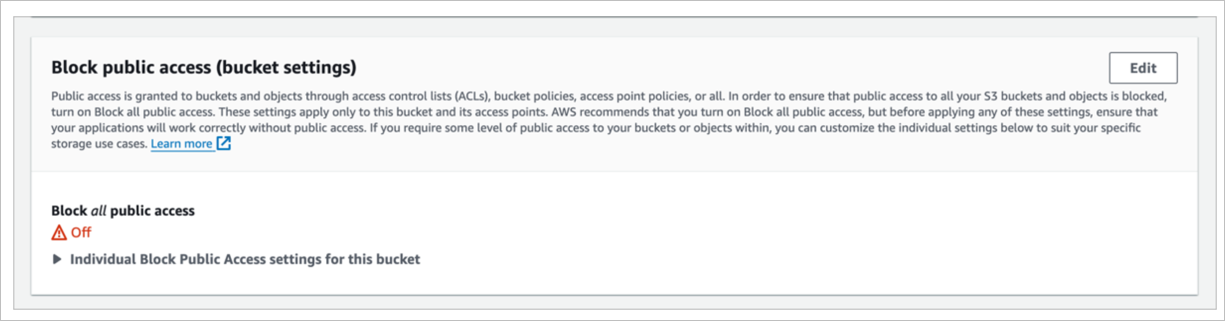 Block public access (bucket settings)
Edit
Public access is granted to buckets and objects through access control lists (ACLs), bucket policies, access point policies, or all. In order to ensure that public access to all your S3 buckets and objects is blocked,
turn on Block all public access. These settings apply only to this bucket and its access points. AWS recommends that you turn on Block all public access, but before applying any of these settings, ensure that
your applications will work correctly without public access. If you require some level of public access to your buckets or objects within, you can customize the individual settings below to suit your specific
storage use cases. Learn more
Block all public access
Off
Individual Block Public Access settings for this bucket